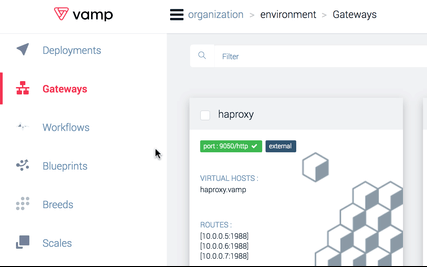 vamp
organization > environment > Gateways
Deployments
Gateways
Workflows
Blueprints
Breeds
Scales
Filter
haproxy
port : 9050/http
external
VIRTUAL HOSTS :
haproxy.vamp
ROUTES :
[10.0.0.5:1988]
[10.0.0.6:1988]
[10.0.0.7:1988]